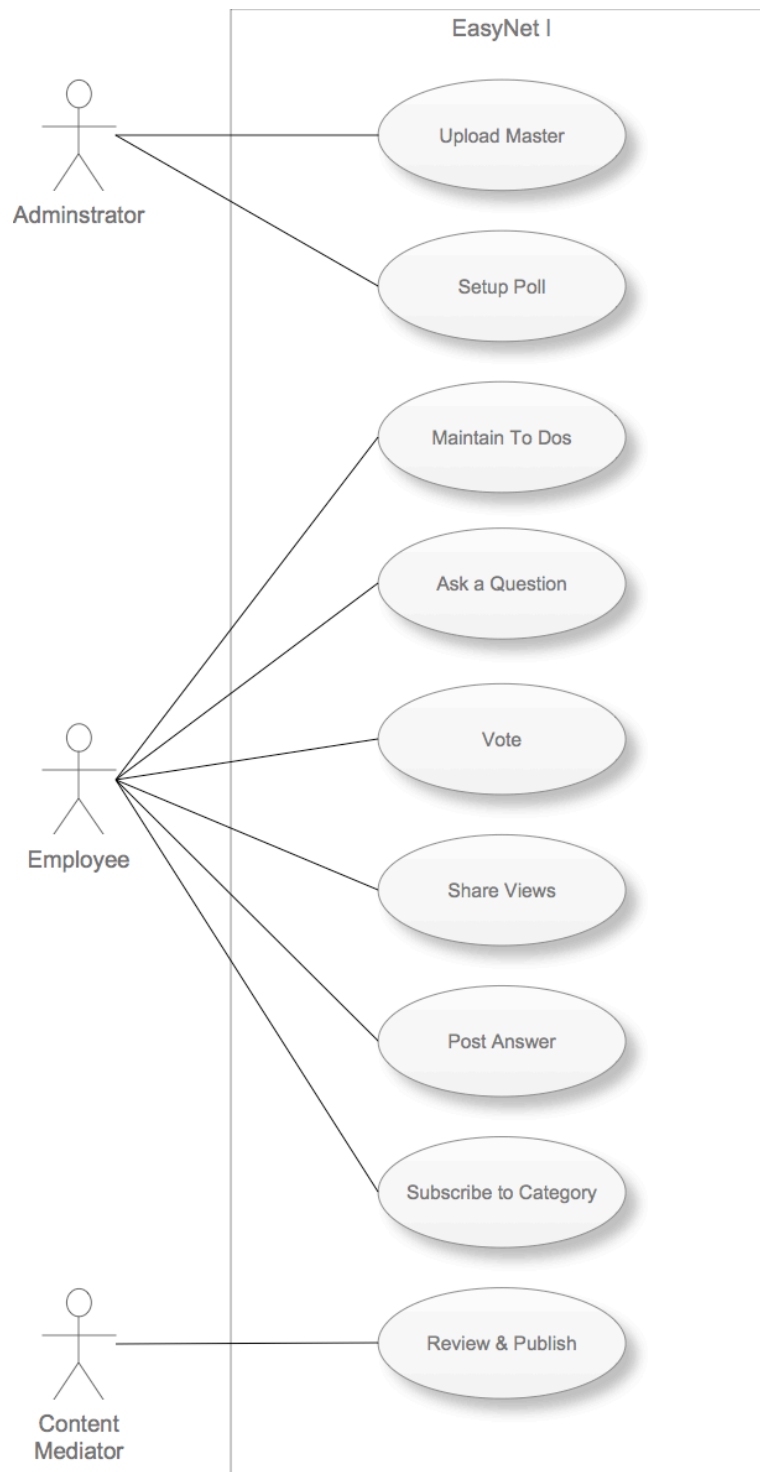 EasyNet I
Upload Master
Adminstrator
Setup Poll
Maintain To Dos
Ask a Question
Vote
Employee
Share Views
Post Answer
Subscribe to Category
Review & Publish
Content
Mediator